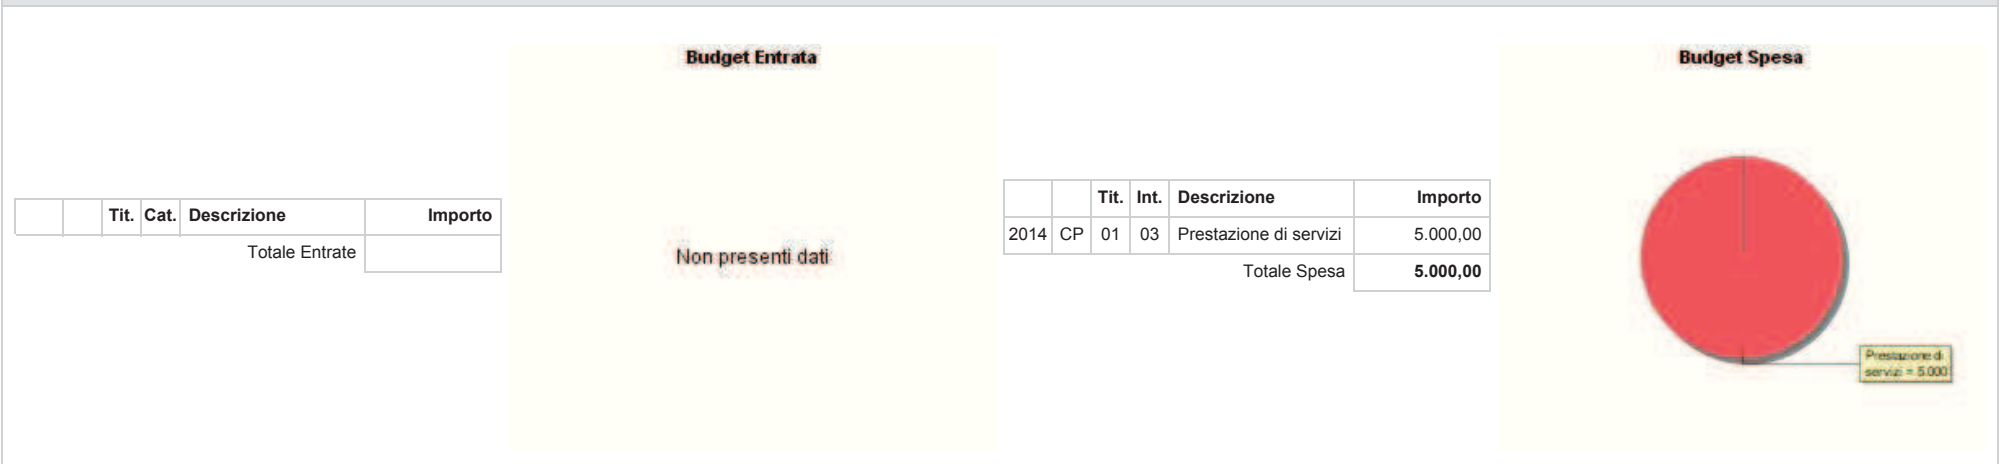 Budget Entrata
Tit. Cat. Descrizione Importo
Totale Entrate
Non presenti dati
Tit. Int. Descrizione Importo
2014 CP 01 03 Prestazione di servizi 5.000,00
Totale Spesa 5.000,00
Budget Spesa
Prestazione di
servizi = 5.000